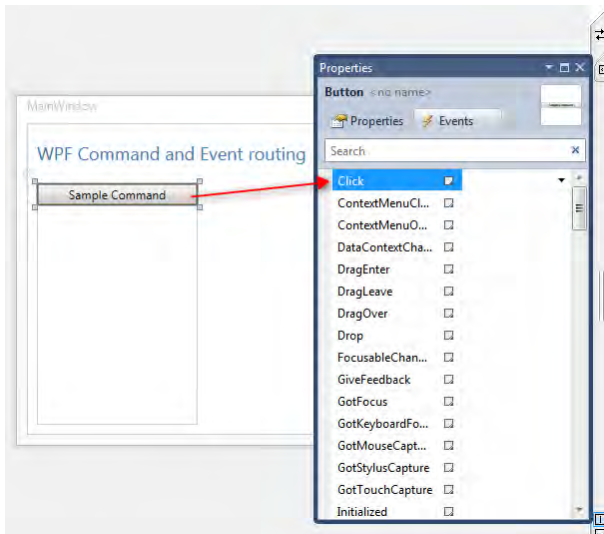 Properties
Button <no name>
Properties Events
Search
MainWindow
WPF Command and Event routing
Sample Command
Click
ContextMenuCl...
ContextMenuO...
DataContextCha...
DragEnter
DragLeave
DragOver
Drop
FocusableChan...
GiveFeedback
GotFocus
GotKeyboardFo...
GotMouseCapt...
GotStylusCapture
GotTouchCapture
Initialized